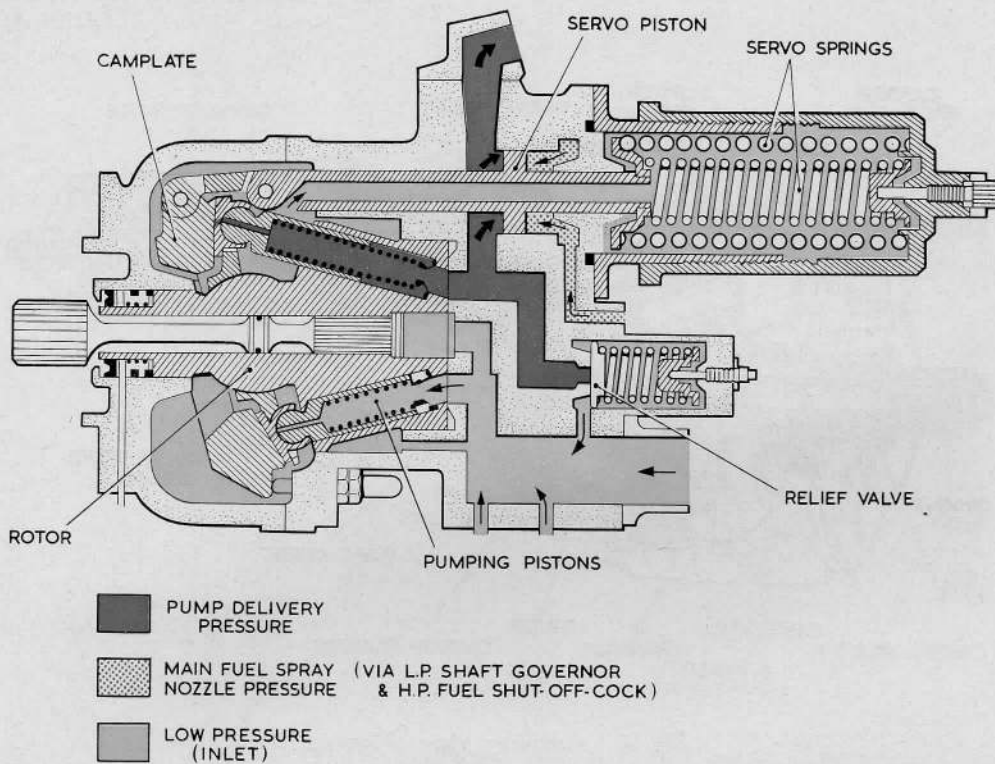 SERVO PISTON
SERVO SPRINGS
CAMPLATE
RELIEF VALVE
ROTOR
PUMPING PISTONS
PUMP DELIVERY
PRESSURE
MAIN FUEL SPRAY (VIA L.P. SHAFT GOVERNOR
NOZZLE PRESSURE & H.P. FUEL SHUT-OFF-COCK)
LOW PRESSURE
(INLET)